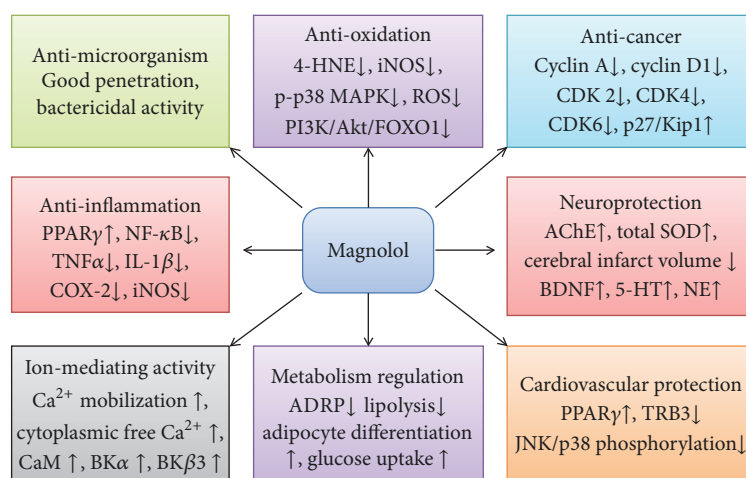 Anti-microorganism
Good penetration,
bactericidal activity
Anti-oxidation
4-HNE↓, iNOS↓,
p-p38 MAPK↓, ROS↓
PI3K/Akt/FOXO1↓
Anti-cancer
Cyclin A↓, cyclin D1↓,
CDK 2↓, CDK4↓,
CDK6↓, p27/Kip1↑
Anti-inflammation
PPARγ↑, NF-κB↓,
TNFα↓, IL-1β↓,
COX-2↓, iNOS↓
Magnolol
Neuroprotection
AChE↑, total SOD↑,
cerebral infarct volume ↓
BDNF↑, 5-HT↑, NE↑
Ion-mediating activity
Ca²⁺ mobilization ↑,
cytoplasmic free Ca²⁺ ↑,
CaM ↑, BKα ↑, BKβ3 ↑
Metabolism regulation
ADRP↓ lipolysis↓
adipocyte differentiation
↑, glucose uptake ↑
Cardiovascular protection
PPARγ↑, TRB3↓
JNK/p38 phosphorylation↓